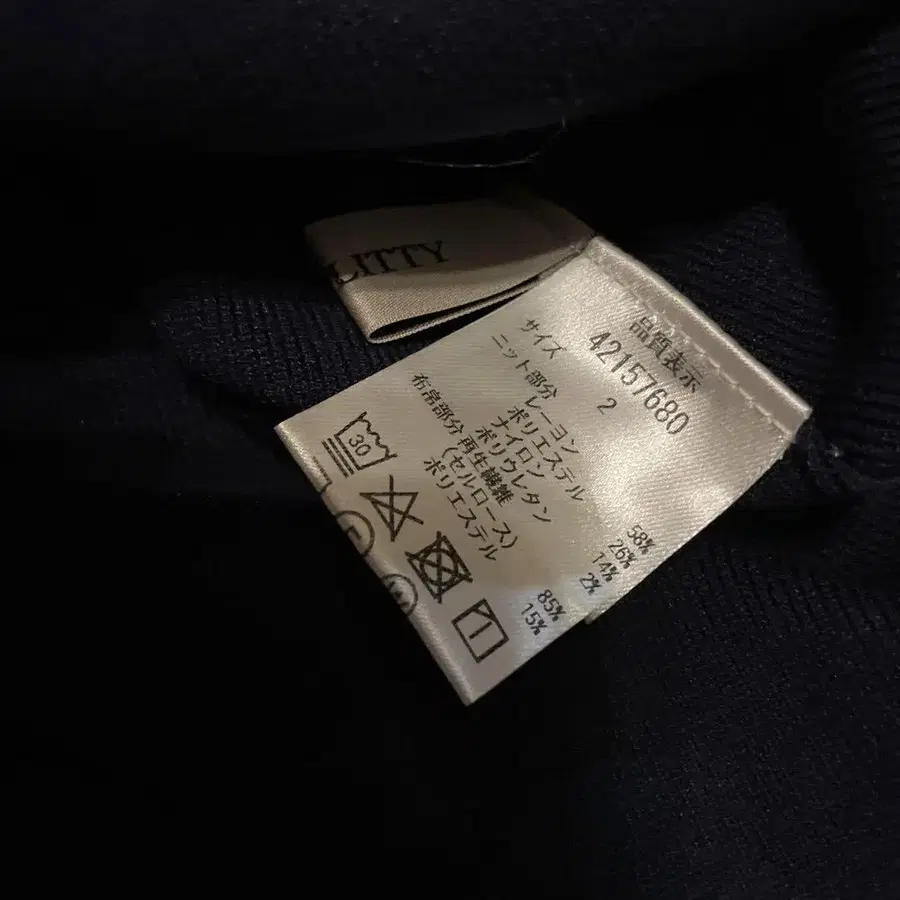 LITTY
品質表示
42157680
サイズ 2
ニット部分 レーヨン 58%
ポリエステル 26%
ナイロン 14%
ポリウレタン 2%
布帛部分 再生繊維
(セルロース) 85%
ポリエステル 15%
30
W